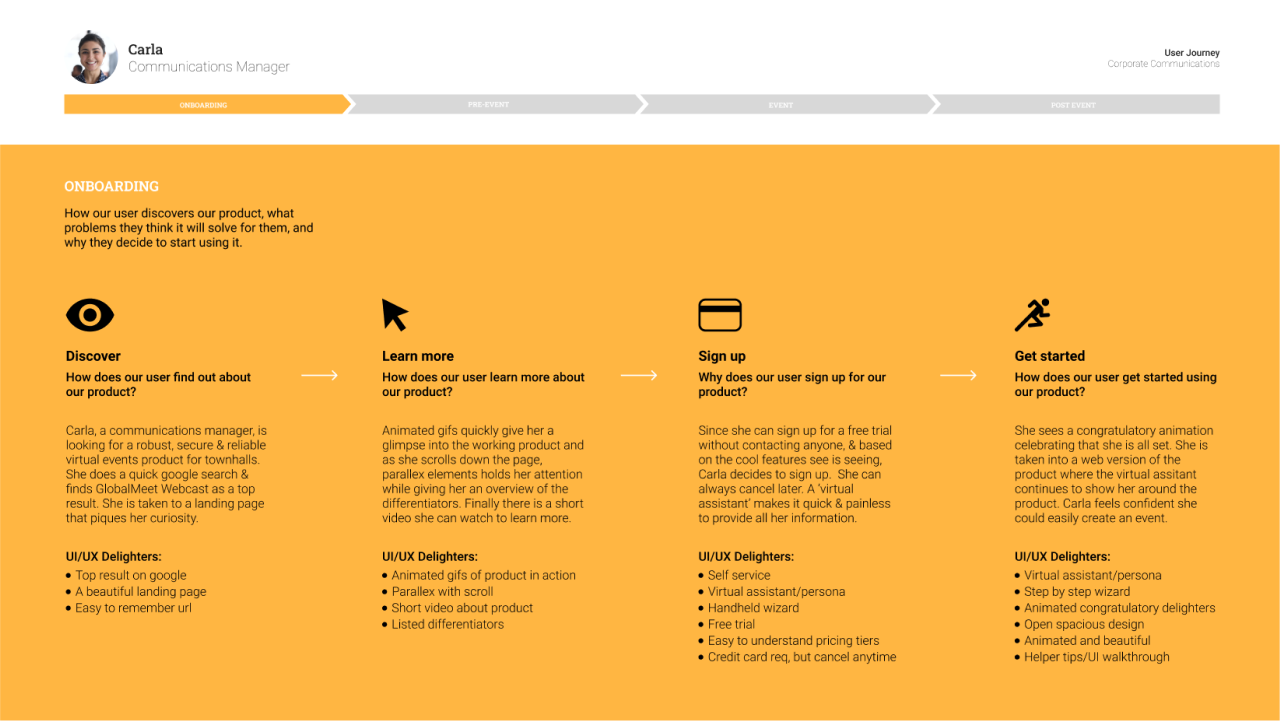 Carla
Communications Manager
User Journey
Corporate Communications
ONBOARDING
PRE-EVENT
EVENT
POST EVENT
ONBOARDING
How our user discovers our product, what
problems they think it will solve for them, and
why they decide to start using it.
Discover
How does our user find out about
our product?
Carla, a communications manager, is
looking for a robust, secure & reliable
virtual events product for townhalls.
She does a quick google search &
finds GlobalMeet Webcast as a top
result. She is taken to a landing page
that piques her curiosity.
UI/UX Delighters:
• Top result on google
• A beautiful landing page
• Easy to remember url
Learn more
How does our user learn more about
our product?
Animated gifs quickly give her a
glimpse into the working product and
as she scrolls down the page,
parallex elements holds her attention
while giving her an overview of the
differentiators. Finally there is a short
video she can watch to learn more.
UI/UX Delighters:
• Animated gifs of product in action
• Parallex with scroll
• Short video about product
• Listed differentiators
Sign up
Why does our user sign up for our
product?
Since she can sign up for a free trial
without contacting anyone, & based
on the cool features see is seeing,
Carla decides to sign up.  She can
always cancel later. A ‘virtual
assistant’ makes it quick & painless
to provide all her information.
UI/UX Delighters:
• Self service
• Virtual assistant/persona
• Handheld wizard
• Free trial
• Easy to understand pricing tiers
• Credit card req, but cancel anytime
Get started
How does our user get started using
our product?
She sees a congratulatory animation
celebrating that she is all set. She is
taken into a web version of the
product where the virtual assitant
continues to show her around the
product. Carla feels confident she
could easily create an event.
UI/UX Delighters:
• Virtual assistant/persona
• Step by step wizard
• Animated congratulatory delighters
• Open spacious design
• Animated and beautiful
• Helper tips/UI walkthrough